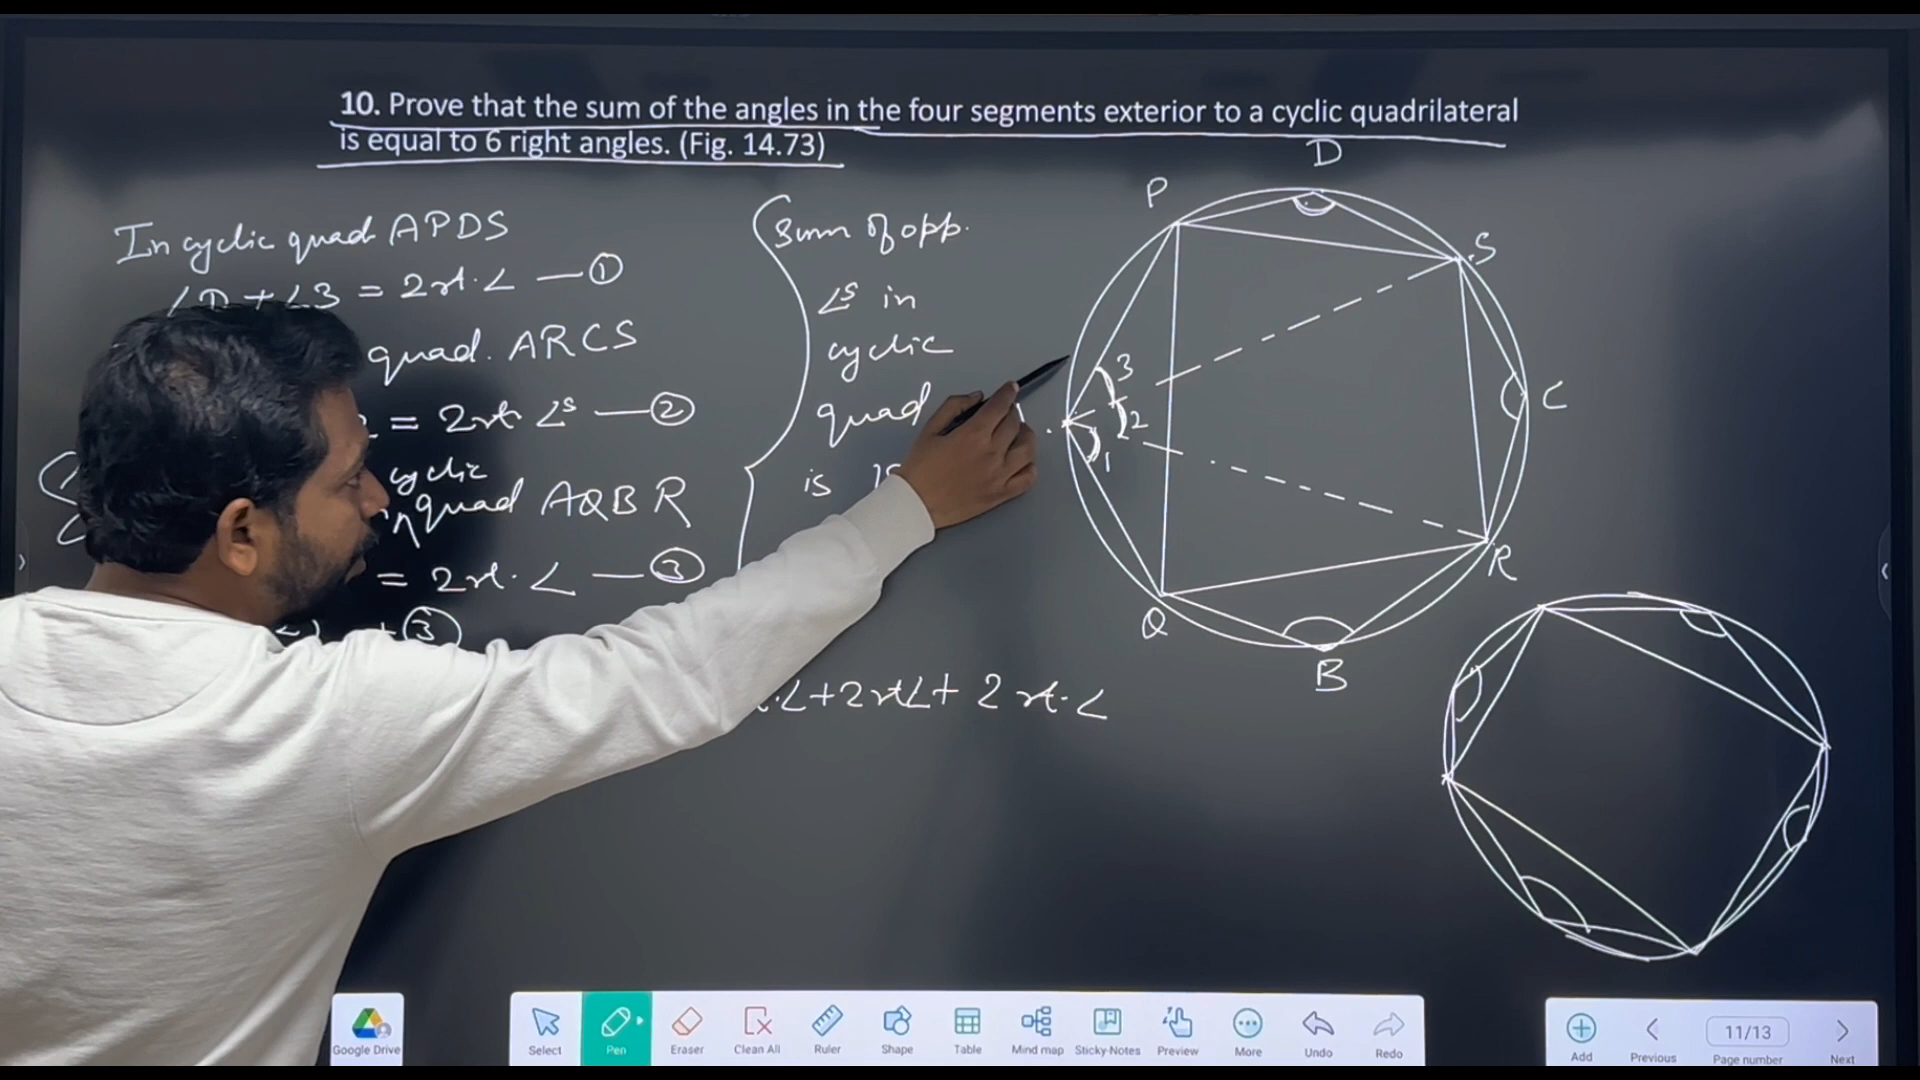 10. Prove that the sum of the angles in the four segments exterior to a cyclic quadrilateral
is equal to 6 right angles. (Fig. 14.73)
In cyclic quad APDS
∠D + ∠3 = 2rt.∠ — ①
quad. ARCS
2 = 2rt ∠s — ②
cyclic
quad AQBR
= 2rt.∠ — ③
+ ③
∠+2rt∠+ 2rt.∠
Sum of opp.
∠s in
cyclic
quad
is
D
P
S
3
2
1
C
R
Q
B
Google Drive
Select
Pen
Eraser
Clean All
Ruler
Shape
Table
Mind map
Sticky-Notes
Preview
More
Undo
Redo
Add
Previous
11/13
Page number
Next